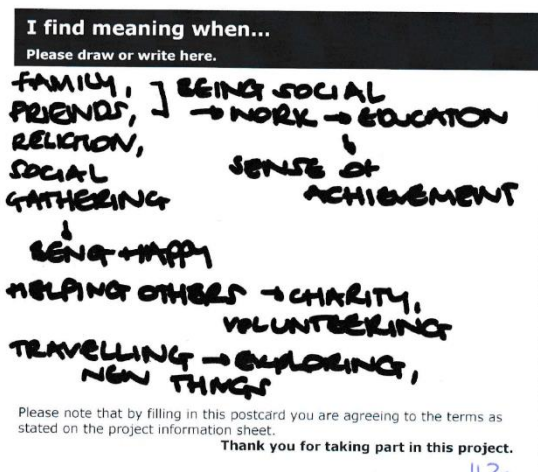 I find meaning when...
Please draw or write here.
FAMILY, ] BEING SOCIAL
FRIENDS, → WORK → EDUCATION
RELIGION,
SOCIAL SENSE OF
GATHERING ACHIEVEMENT
↓
BEING + HAPPY
HELPING OTHERS → CHARITY,
VOLUNTEERING
TRAVELLING → EXPLORING,
NEW THINGS
Please note that by filling in this postcard you are agreeing to the terms as
stated on the project information sheet.
Thank you for taking part in this project.